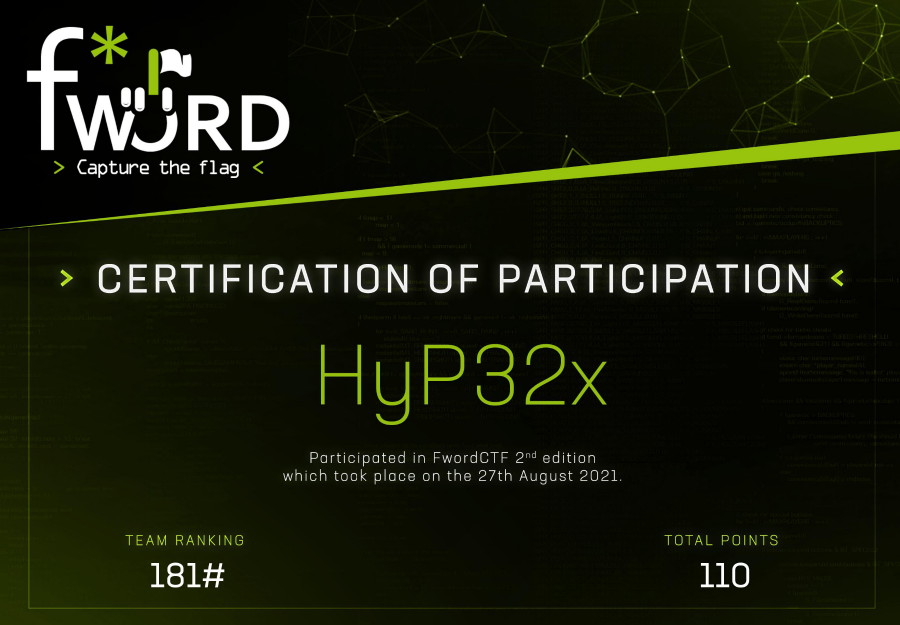 f*wORD
> Capture the flag <
> CERTIFICATION OF PARTICIPATION <
HyP32x
Participated in FwordCTF 2nd edition
which took place on the 27th August 2021.
TEAM RANKING
TOTAL POINTS
181#
110